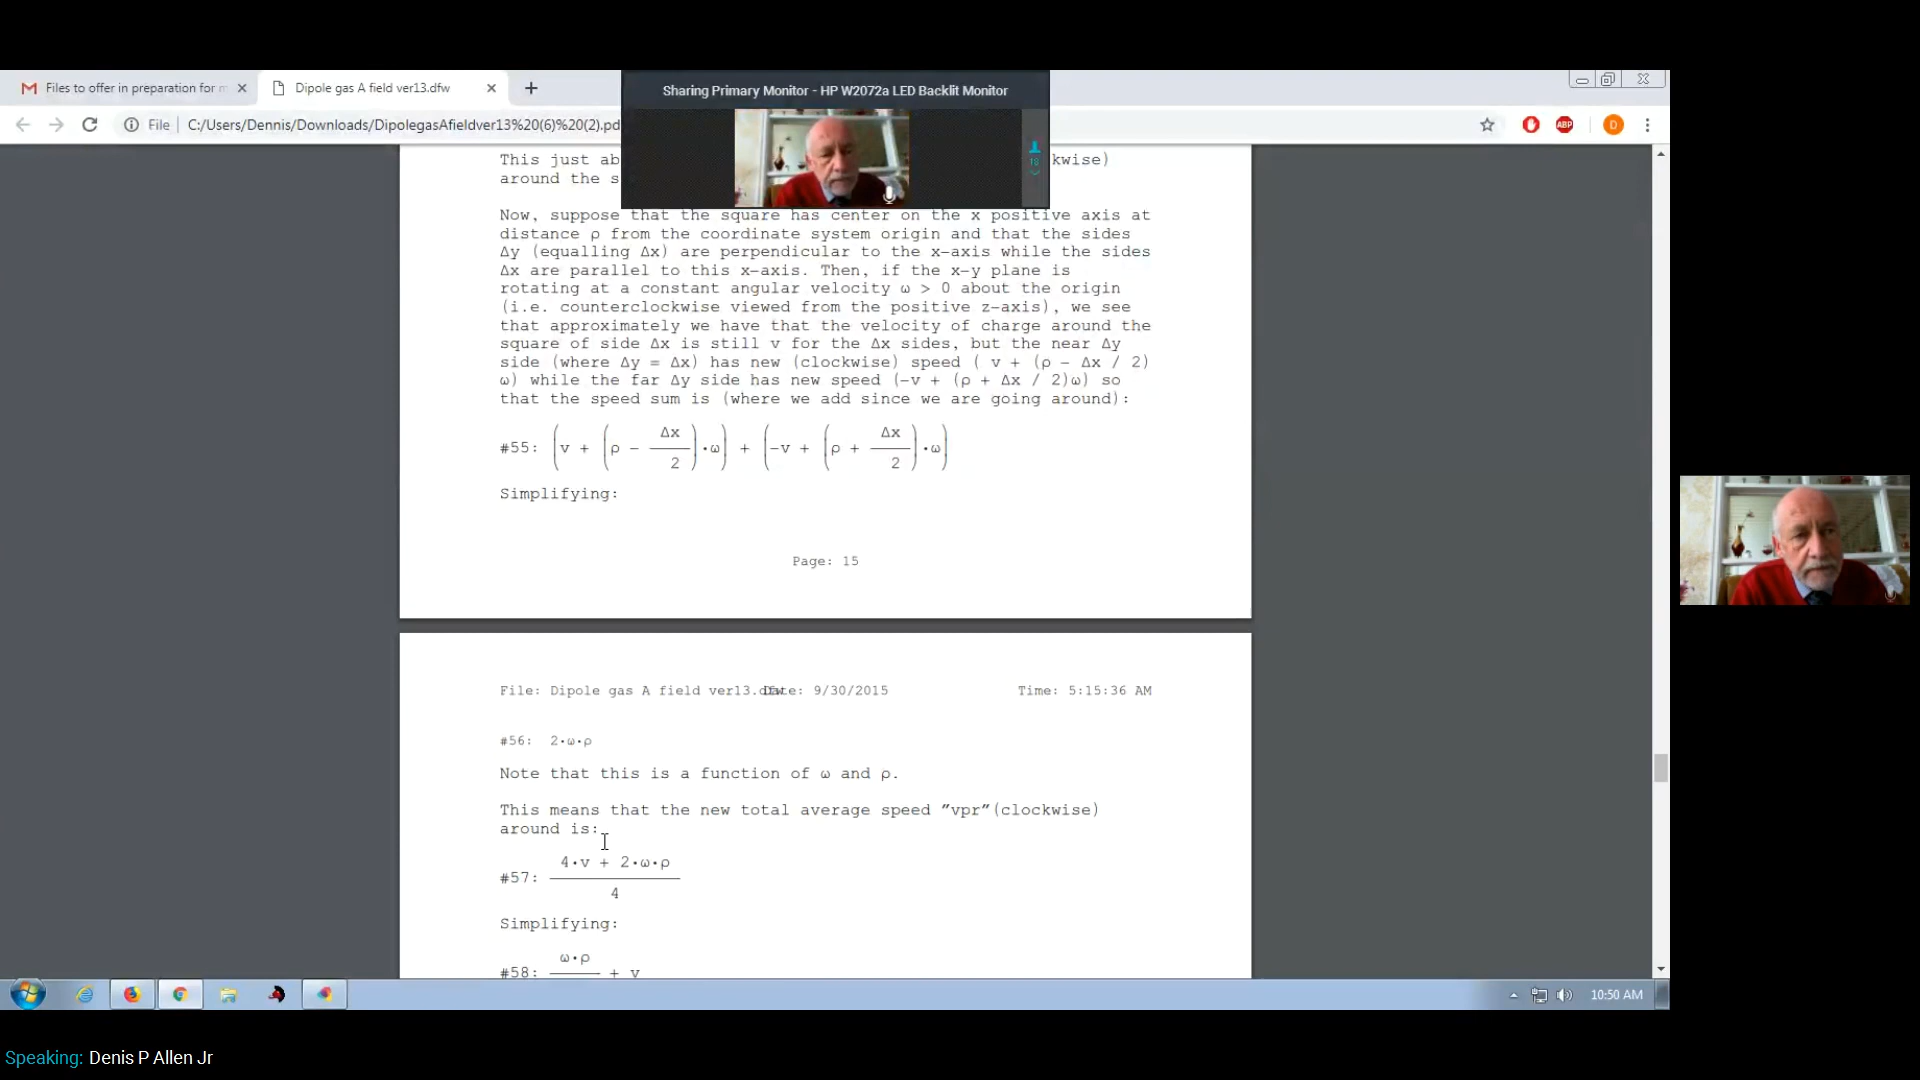 Files to offer in preparation for m
Dipole gas A field ver13.dfw
Sharing Primary Monitor - HP W2072a LED Backlit Monitor
File
C:/Users/Dennis/Downloads/DipolegasAfieldver13%20(6)%20(2).pd
ABP
D
18
This just ab
kwise)
around the s
Now, suppose that the square has center on the x positive axis at
distance ρ from the coordinate system origin and that the sides
Δy (equalling Δx) are perpendicular to the x-axis while the sides
Δx are parallel to this x-axis. Then, if the x-y plane is
rotating at a constant angular velocity ω > 0 about the origin
(i.e. counterclockwise viewed from the positive z-axis), we see
that approximately we have that the velocity of charge around the
square of side Δx is still v for the Δx sides, but the near Δy
side (where Δy = Δx) has new (clockwise) speed ( v + (ρ - Δx / 2)
ω) while the far Δy side has new speed (-v + (ρ + Δx / 2)ω) so
that the speed sum is (where we add since we are going around):
#55: (v + (ρ - Δx/2)·ω) + (-v + (ρ + Δx/2)·ω)
Simplifying:
Page: 15
File: Dipole gas A field ver13.dfw Date: 9/30/2015 Time: 5:15:36 AM
#56: 2·ω·ρ
Note that this is a function of ω and ρ.
This means that the new total average speed ”vpr”(clockwise)
around is:
#57: (4·v + 2·ω·ρ)/4
Simplifying:
#58: ω·ρ + v
10:50 AM
Speaking: Denis P Allen Jr